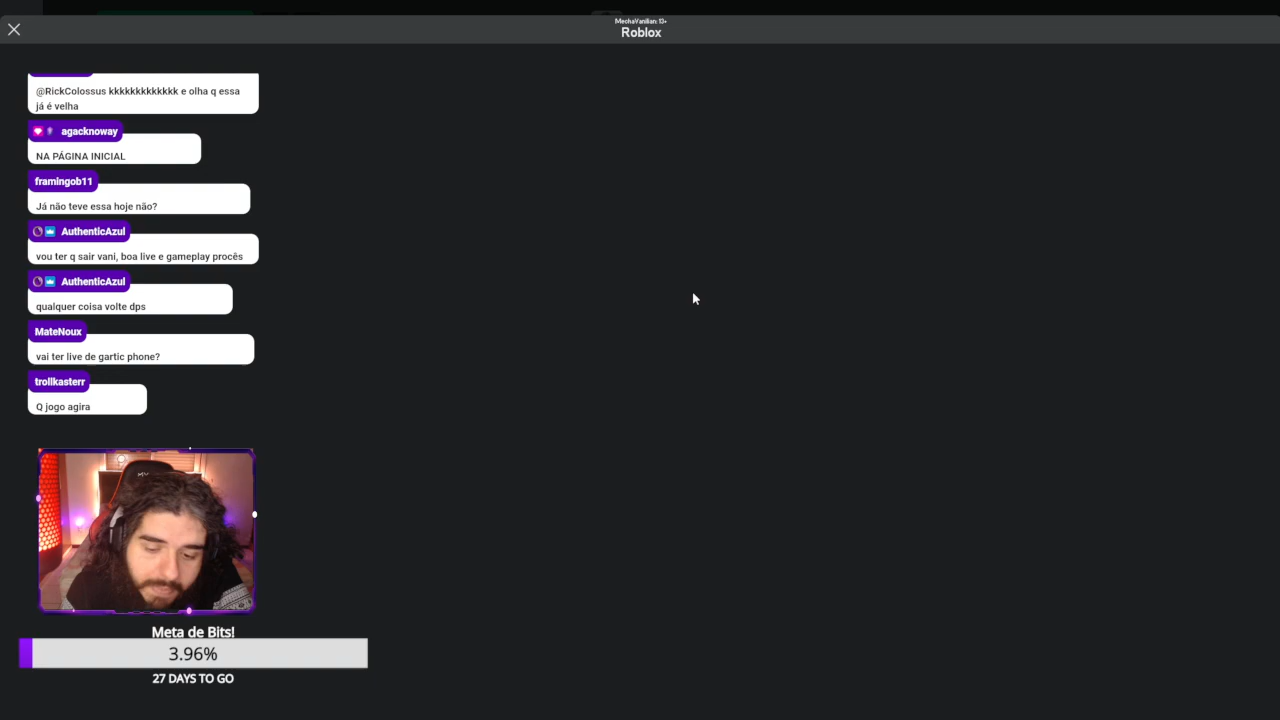 MechaVanilian: 13+
Roblox
@RickColossus kkkkkkkkkkkkk e olha q essa
já é velha
agacknoway
NA PÁGINA INICIAL
framingob11
Já não teve essa hoje não?
AuthenticAzul
vou ter q sair vani, boa live e gameplay procês
AuthenticAzul
qualquer coisa volte dps
MateNoux
vai ter live de gartic phone?
trollkasterr
Q jogo agira
Meta de Bits!
3.96%
27 DAYS TO GO